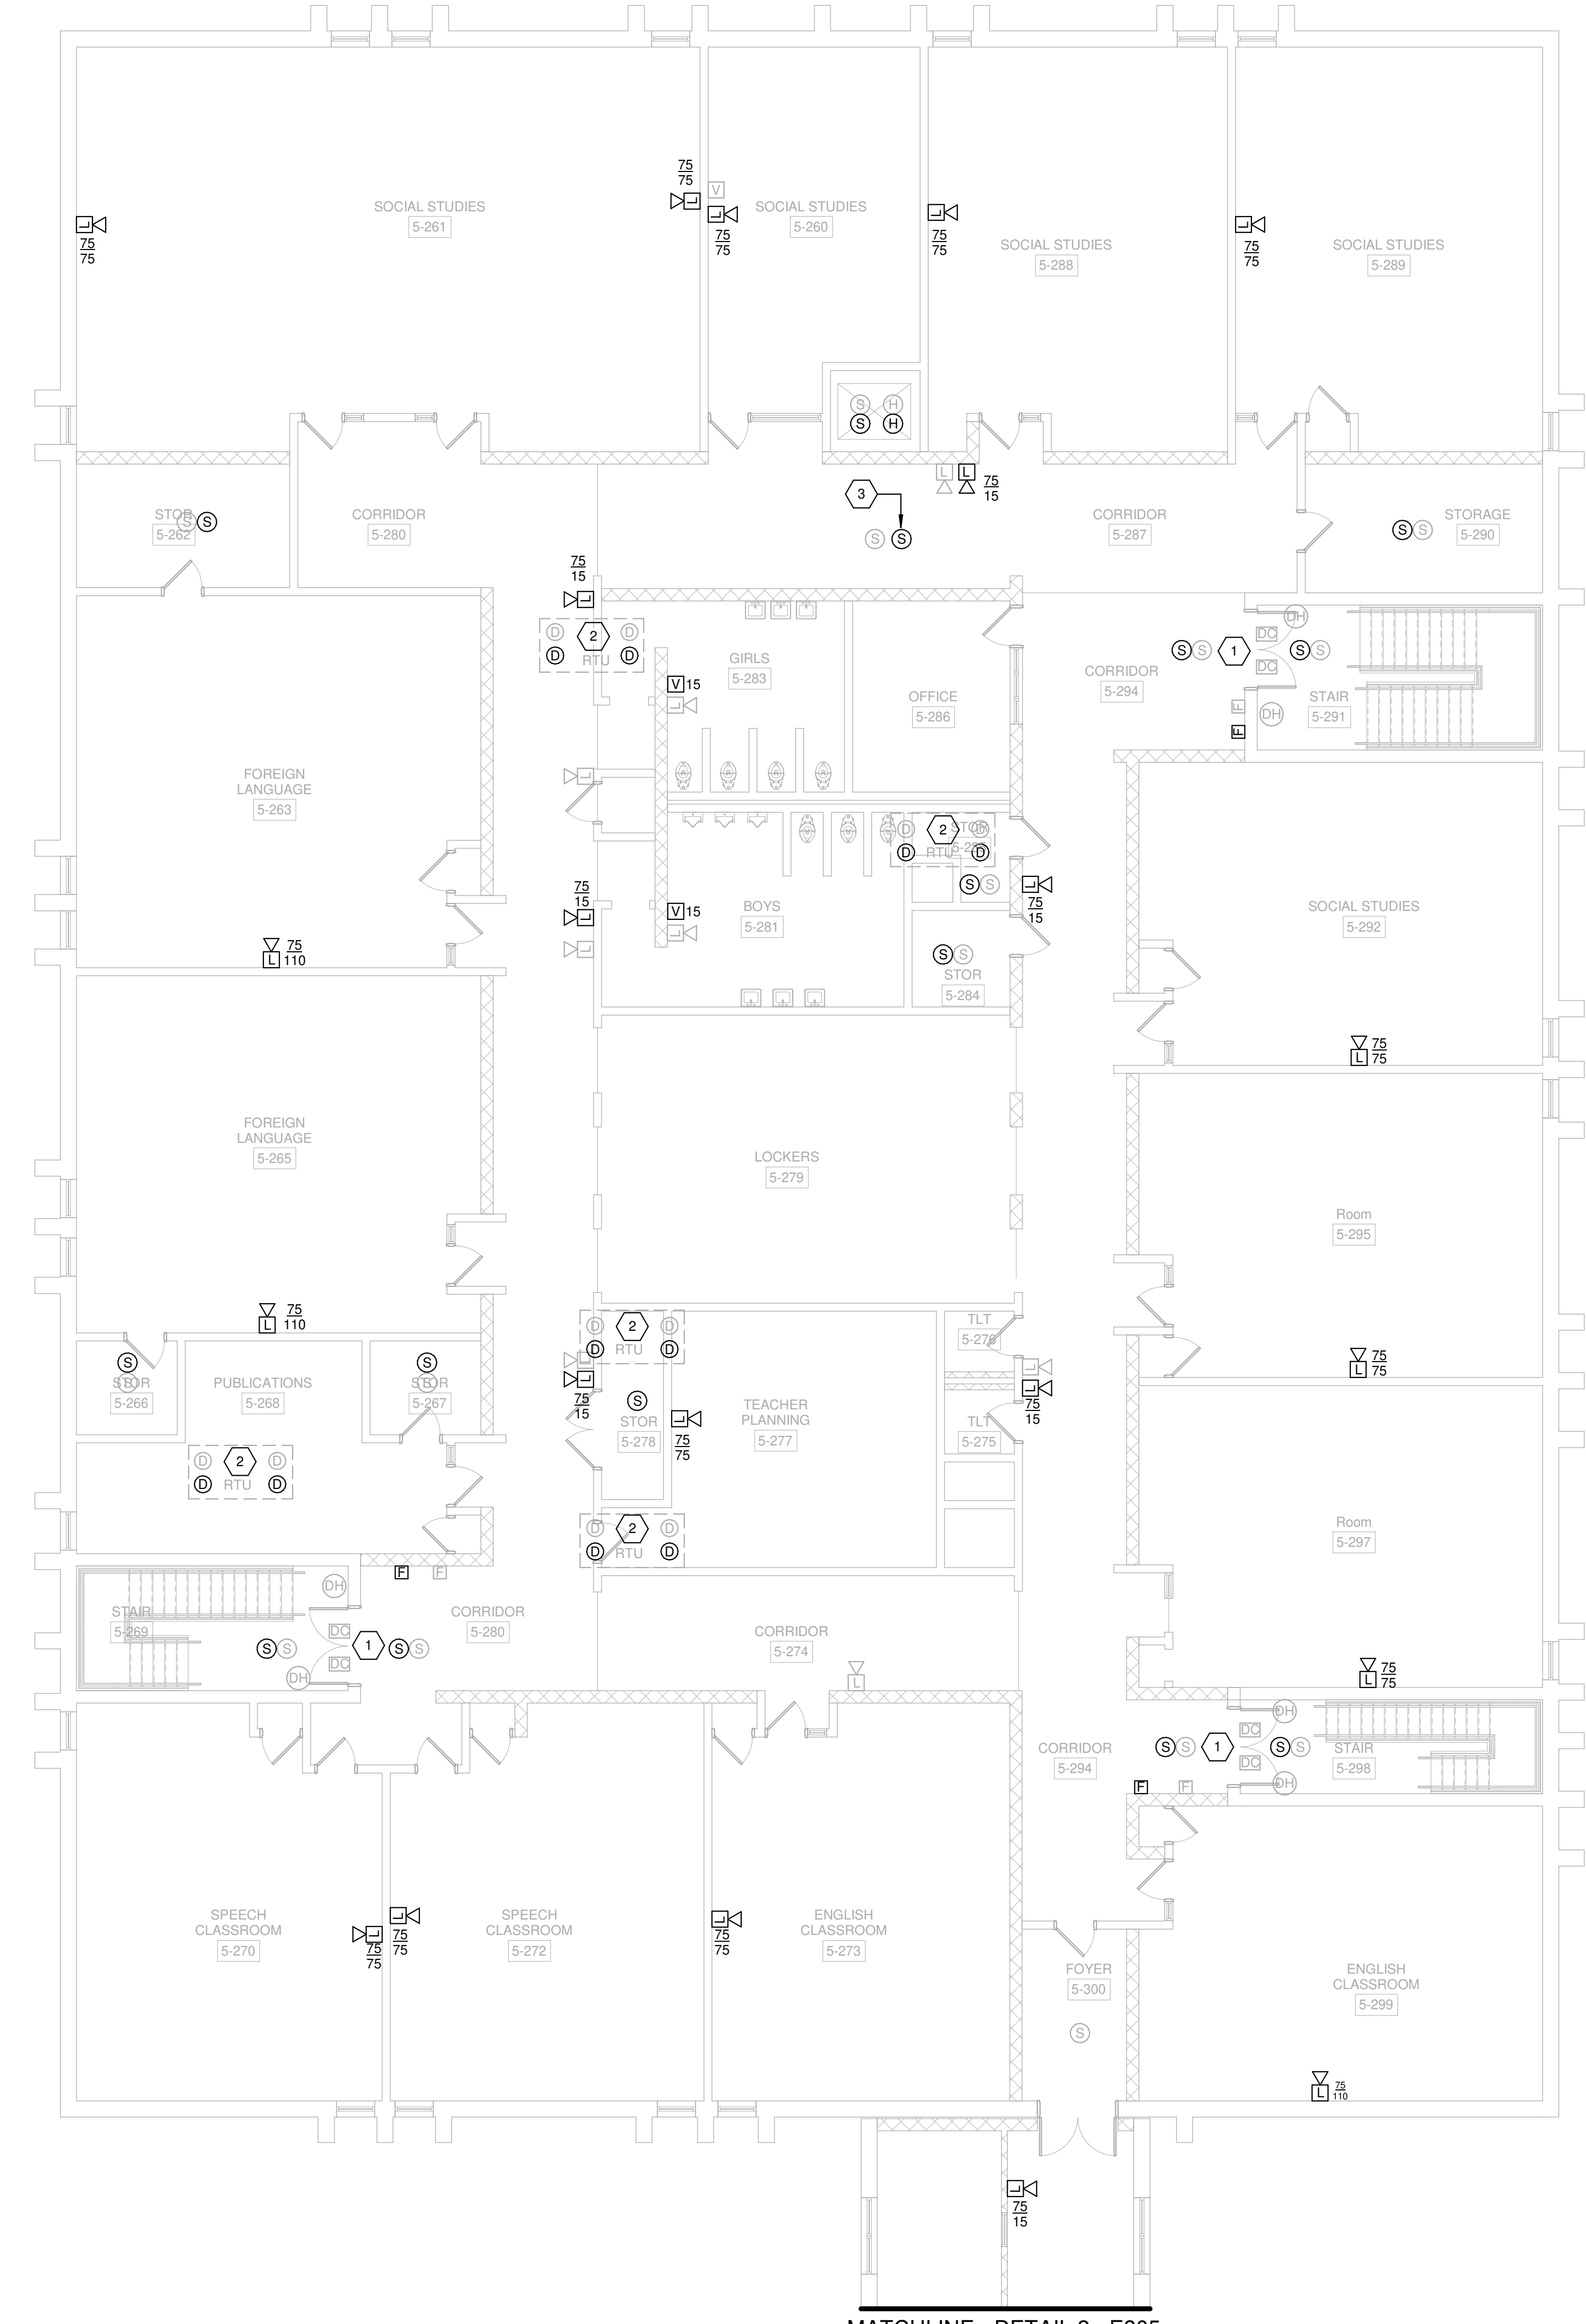 75
75
V
L
75
75
SOCIAL STUDIES
5-261
L
L
75
75
SOCIAL STUDIES
5-260
L
75
75
SOCIAL STUDIES
5-288
L
75
75
SOCIAL STUDIES
5-289
S H
S H
L L 75
15
3
STOR
5-262
S S
CORRIDOR
5-280
S S
CORRIDOR
5-287
S S
STORAGE
5-290
75
15
L
D 2 D
D RTU D
GIRLS
5-283
V 15
L
OFFICE
5-286
CORRIDOR
5-294
S S 1 S S
DH
DC
DC
DH
STAIR
5-291
F
F
FOREIGN
LANGUAGE
5-263
L
D 2 D
STOR
D RTU D
S S
L
75
15
75
15
L
L
BOYS
5-281
V 15
L
S S
STOR
5-284
SOCIAL STUDIES
5-292
L 75
110
L 75
75
FOREIGN
LANGUAGE
5-265
LOCKERS
5-279
Room
5-295
L 75
110
D 2 D
D RTU D
TLT
5-276
L 75
75
S
S
STOR
5-266
PUBLICATIONS
5-268
S
S
STOR
5-267
L
L
75
15
S
STOR
5-278
L
75
75
TEACHER
PLANNING
5-277
L
L
75
15
TLT
5-275
D 2 D
D RTU D
D 2 D
D RTU D
Room
5-297
F F
DH
STAIR
5-269
S S
DC
DC
1
S S
DH
CORRIDOR
5-280
CORRIDOR
5-274
L
L 75
75
CORRIDOR
5-294
S S 1
DH
DC
DC
DH
S S
STAIR
5-298
F F
SPEECH
CLASSROOM
5-270
L
75
75
L
75
75
SPEECH
CLASSROOM
5-272
L
75
75
ENGLISH
CLASSROOM
5-273
FOYER
5-300
S
ENGLISH
CLASSROOM
5-299
L 75
110
L
75
15